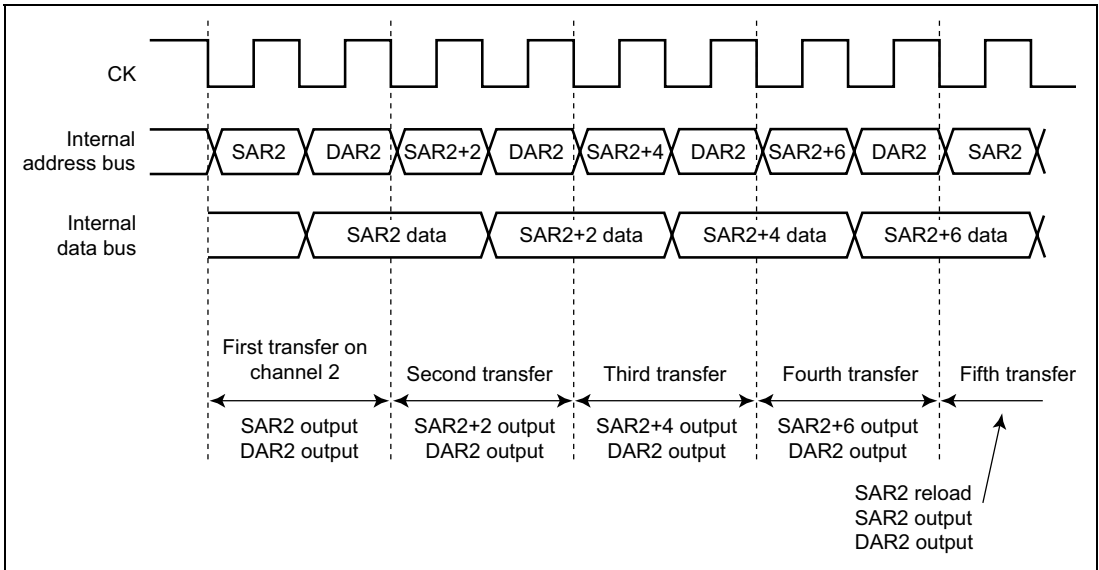 CK
Internal
address bus
SAR2 DAR2 SAR2+2 DAR2 SAR2+4 DAR2 SAR2+6 DAR2 SAR2
Internal
data bus
SAR2 data SAR2+2 data SAR2+4 data SAR2+6 data
First transfer on
channel 2
Second transfer Third transfer Fourth transfer Fifth transfer
SAR2 output
DAR2 output
SAR2+2 output
DAR2 output
SAR2+4 output
DAR2 output
SAR2+6 output
DAR2 output
SAR2 reload
SAR2 output
DAR2 output